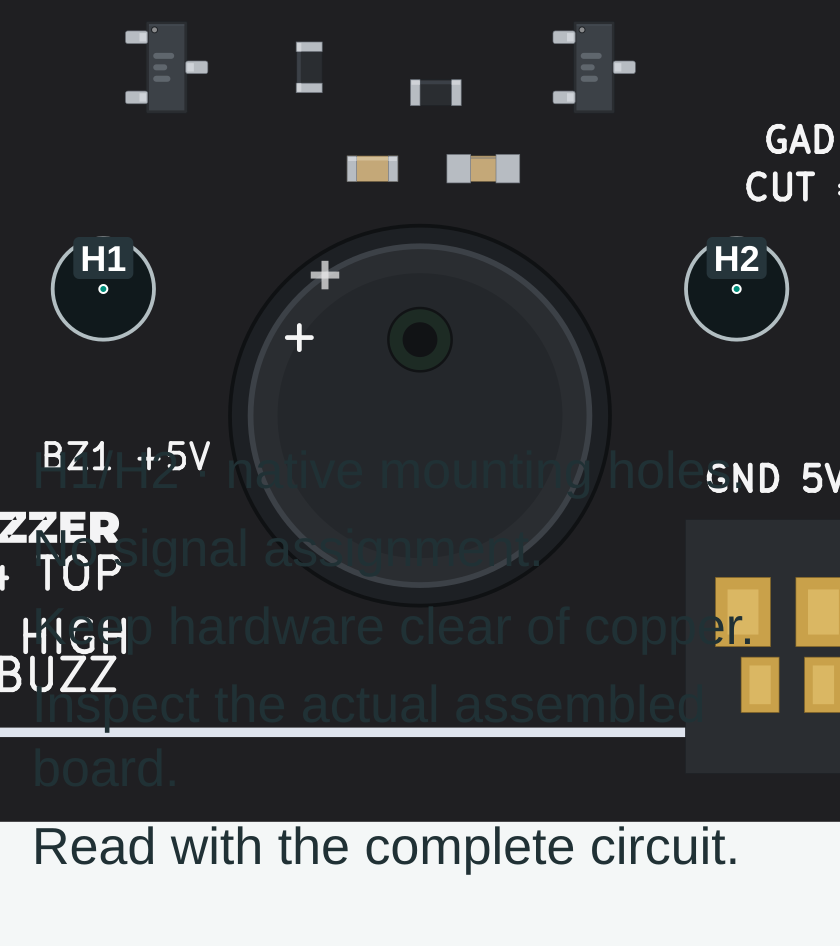 GAD
CUT
H1
H2
BZ1 +5V
H1/H2 · native mounting holes.
GND 5V
ZZER
No signal assignment.
TOP
Keep hardware clear of copper.
HIGH
BUZZ
Inspect the actual assembled
board.
Read with the complete circuit.